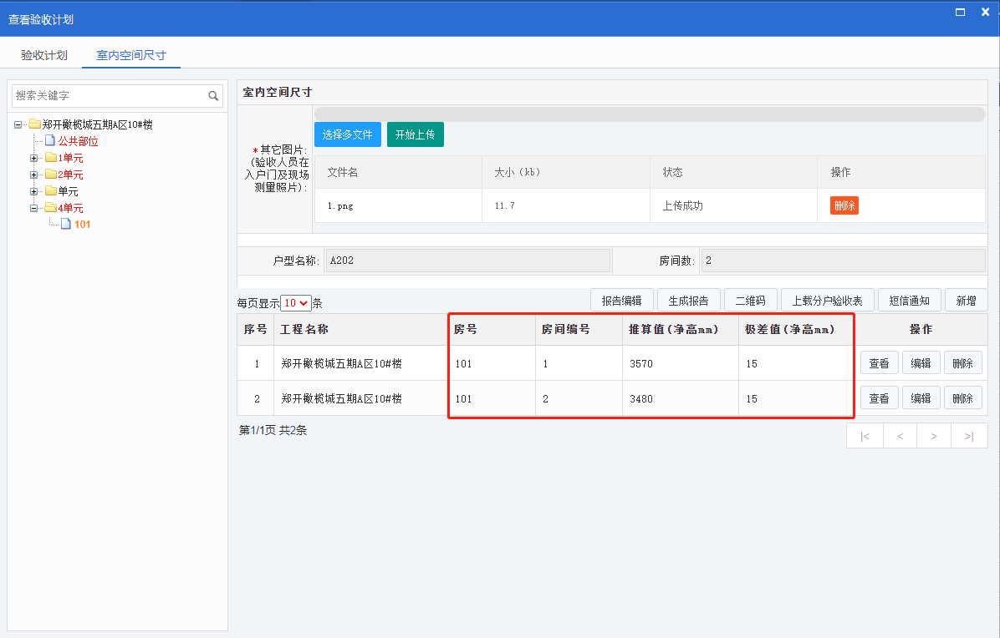 查看验收计划
验收计划 室内空间尺寸
搜索关键字
郑开橄榄城五期A区10#楼
公共部位
1单元
2单元
单元
4单元
101
室内空间尺寸
*其它图片:
(验收人员在
入户门及现场
测量照片):
选择多文件 开始上传
文件名 大小（kb） 状态 操作
1.png 11.7 上传成功 删除
户型名称: A202 房间数: 2
每页显示 10 条 报告编辑 生成报告 二维码 上载分户验收表 短信通知 新增
序号 工程名称 房号 房间编号 推算值(净高mm) 极差值(净高mm) 操作
1 郑开橄榄城五期A区10#楼 101 1 3570 15 查看 编辑 删除
2 郑开橄榄城五期A区10#楼 101 2 3480 15 查看 编辑 删除
第1/1页 共2条 |< < > >|